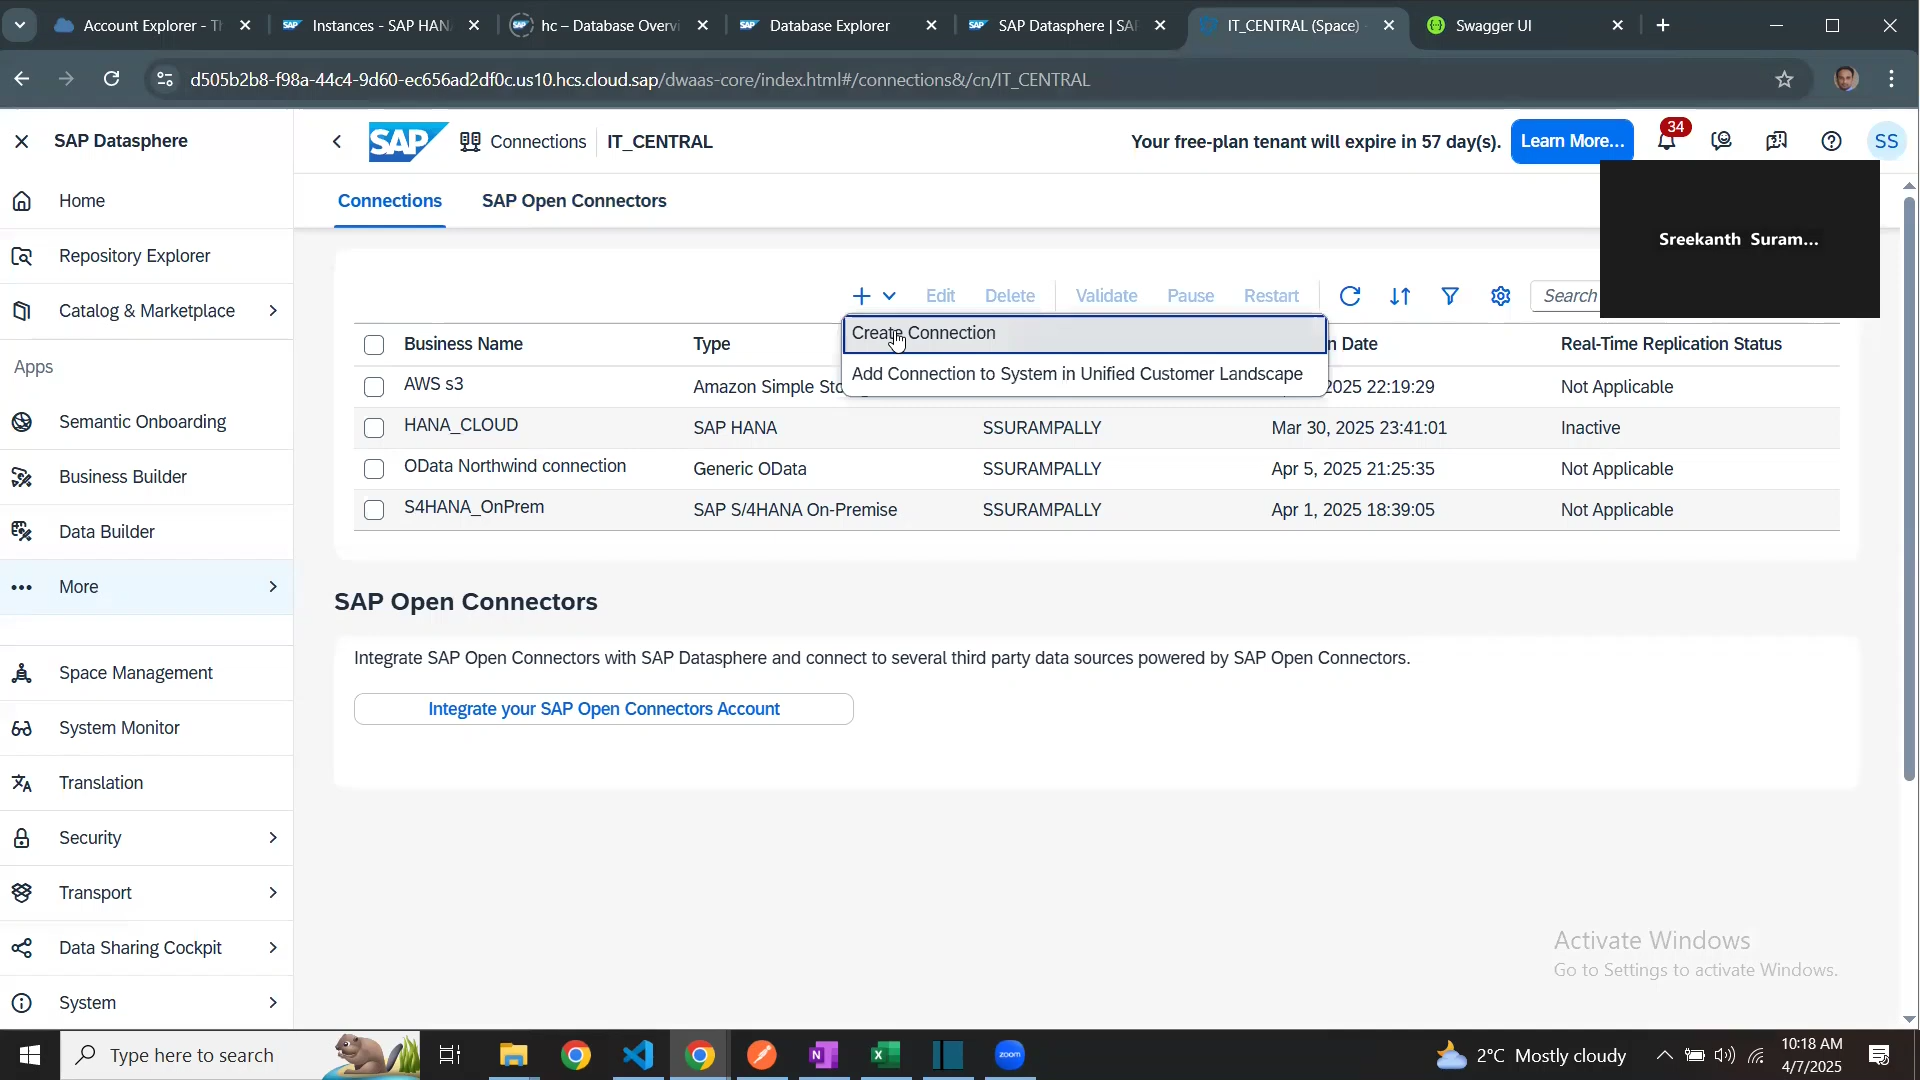 Account Explorer - Th
Instances - SAP HANA
hc – Database Overvi
Database Explorer
SAP Datasphere | SAP
IT_CENTRAL (Space)
Swagger UI
d505b2b8-f98a-44c4-9d60-ec656ad2df0c.us10.hcs.cloud.sap/dwaas-core/index.html#/connections&/cn/IT_CENTRAL
SAP Datasphere
SAP
Connections
IT_CENTRAL
Your free-plan tenant will expire in 57 day(s).
Learn More...
34
SS
Home
Repository Explorer
Catalog & Marketplace
Apps
Semantic Onboarding
Business Builder
Data Builder
More
Space Management
System Monitor
Translation
Security
Transport
Data Sharing Cockpit
System
Connections
SAP Open Connectors
Sreekanth Suram...
Edit
Delete
Validate
Pause
Restart
Search
Create Connection
Add Connection to System in Unified Customer Landscape
Business Name
Type
n Date
Real-Time Replication Status
AWS s3
Amazon Simple Sto
2025 22:19:29
Not Applicable
HANA_CLOUD
SAP HANA
SSURAMPALLY
Mar 30, 2025 23:41:01
Inactive
OData Northwind connection
Generic OData
SSURAMPALLY
Apr 5, 2025 21:25:35
Not Applicable
S4HANA_OnPrem
SAP S/4HANA On-Premise
SSURAMPALLY
Apr 1, 2025 18:39:05
Not Applicable
SAP Open Connectors
Integrate SAP Open Connectors with SAP Datasphere and connect to several third party data sources powered by SAP Open Connectors.
Integrate your SAP Open Connectors Account
Activate Windows
Go to Settings to activate Windows.
Type here to search
zoom
2°C Mostly cloudy
10:18 AM
4/7/2025